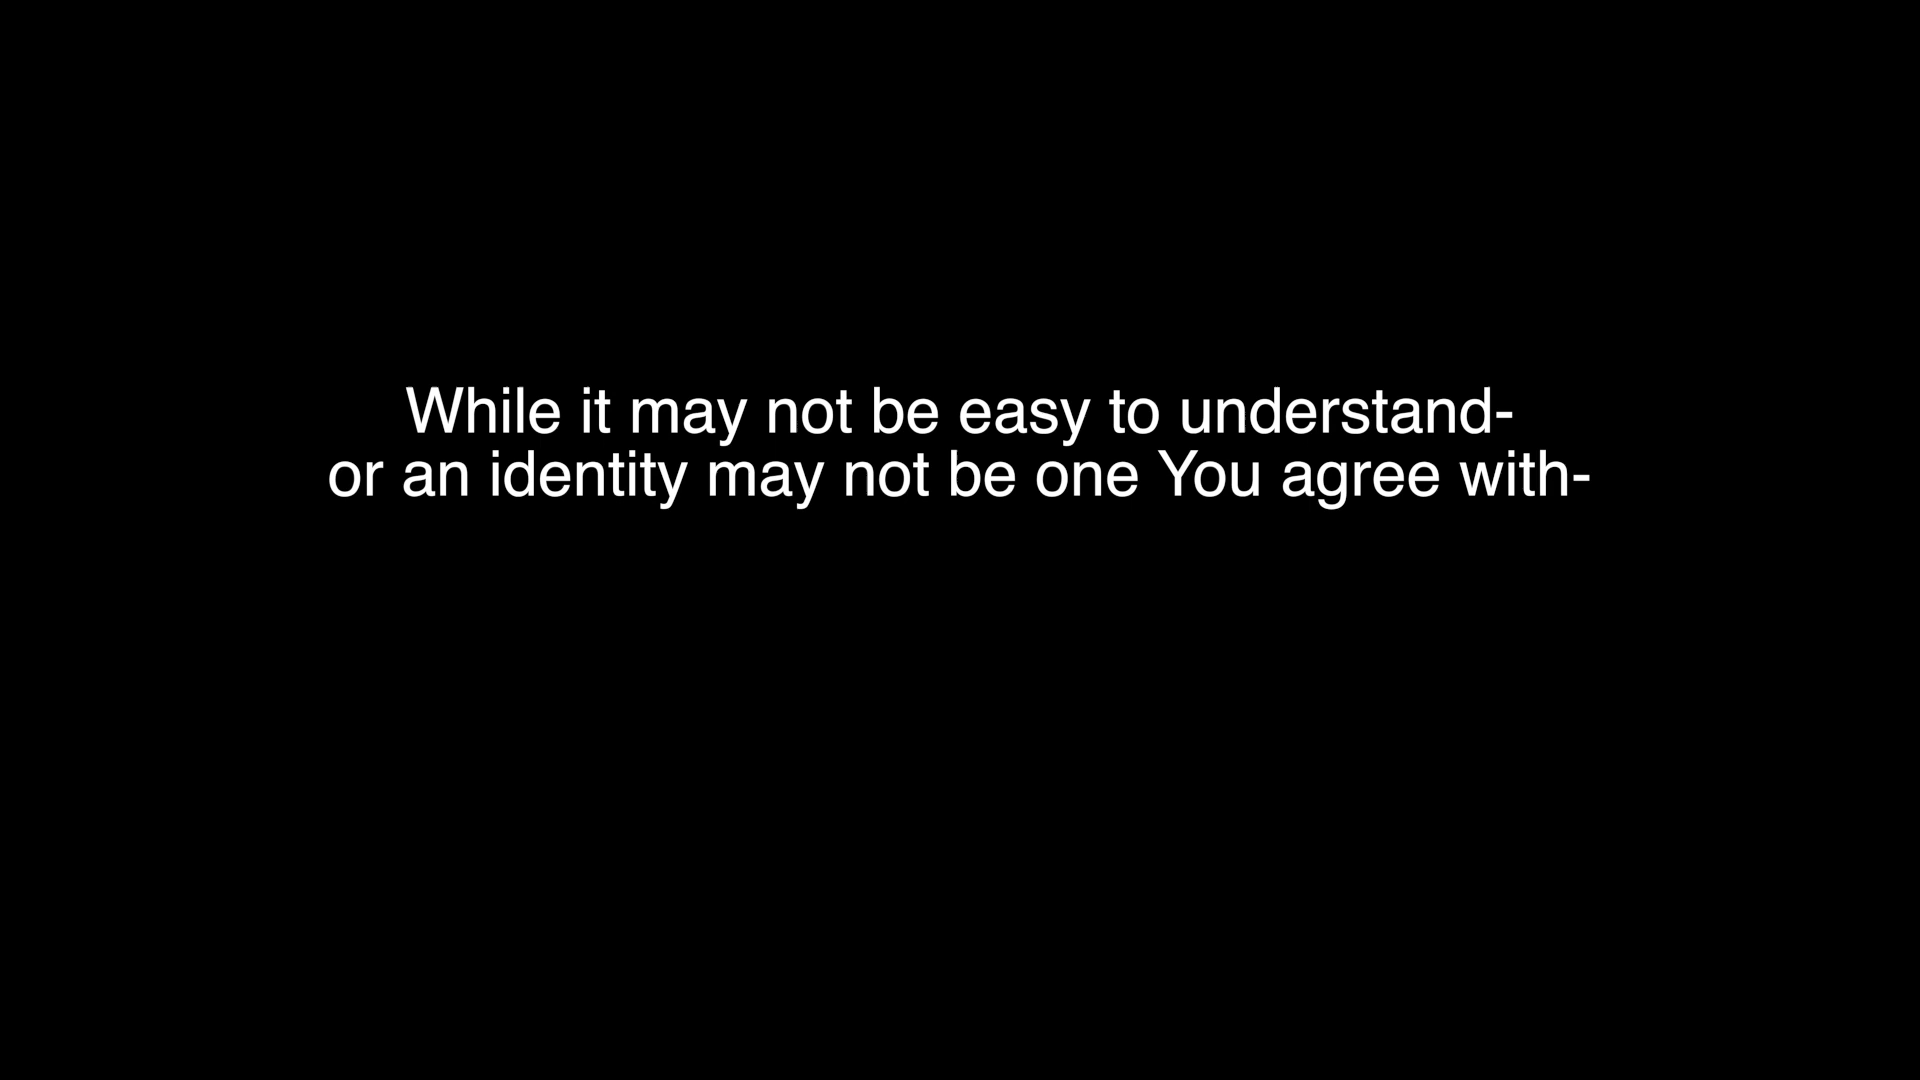 While it may not be easy to understand-
or an identity may not be one You agree with-